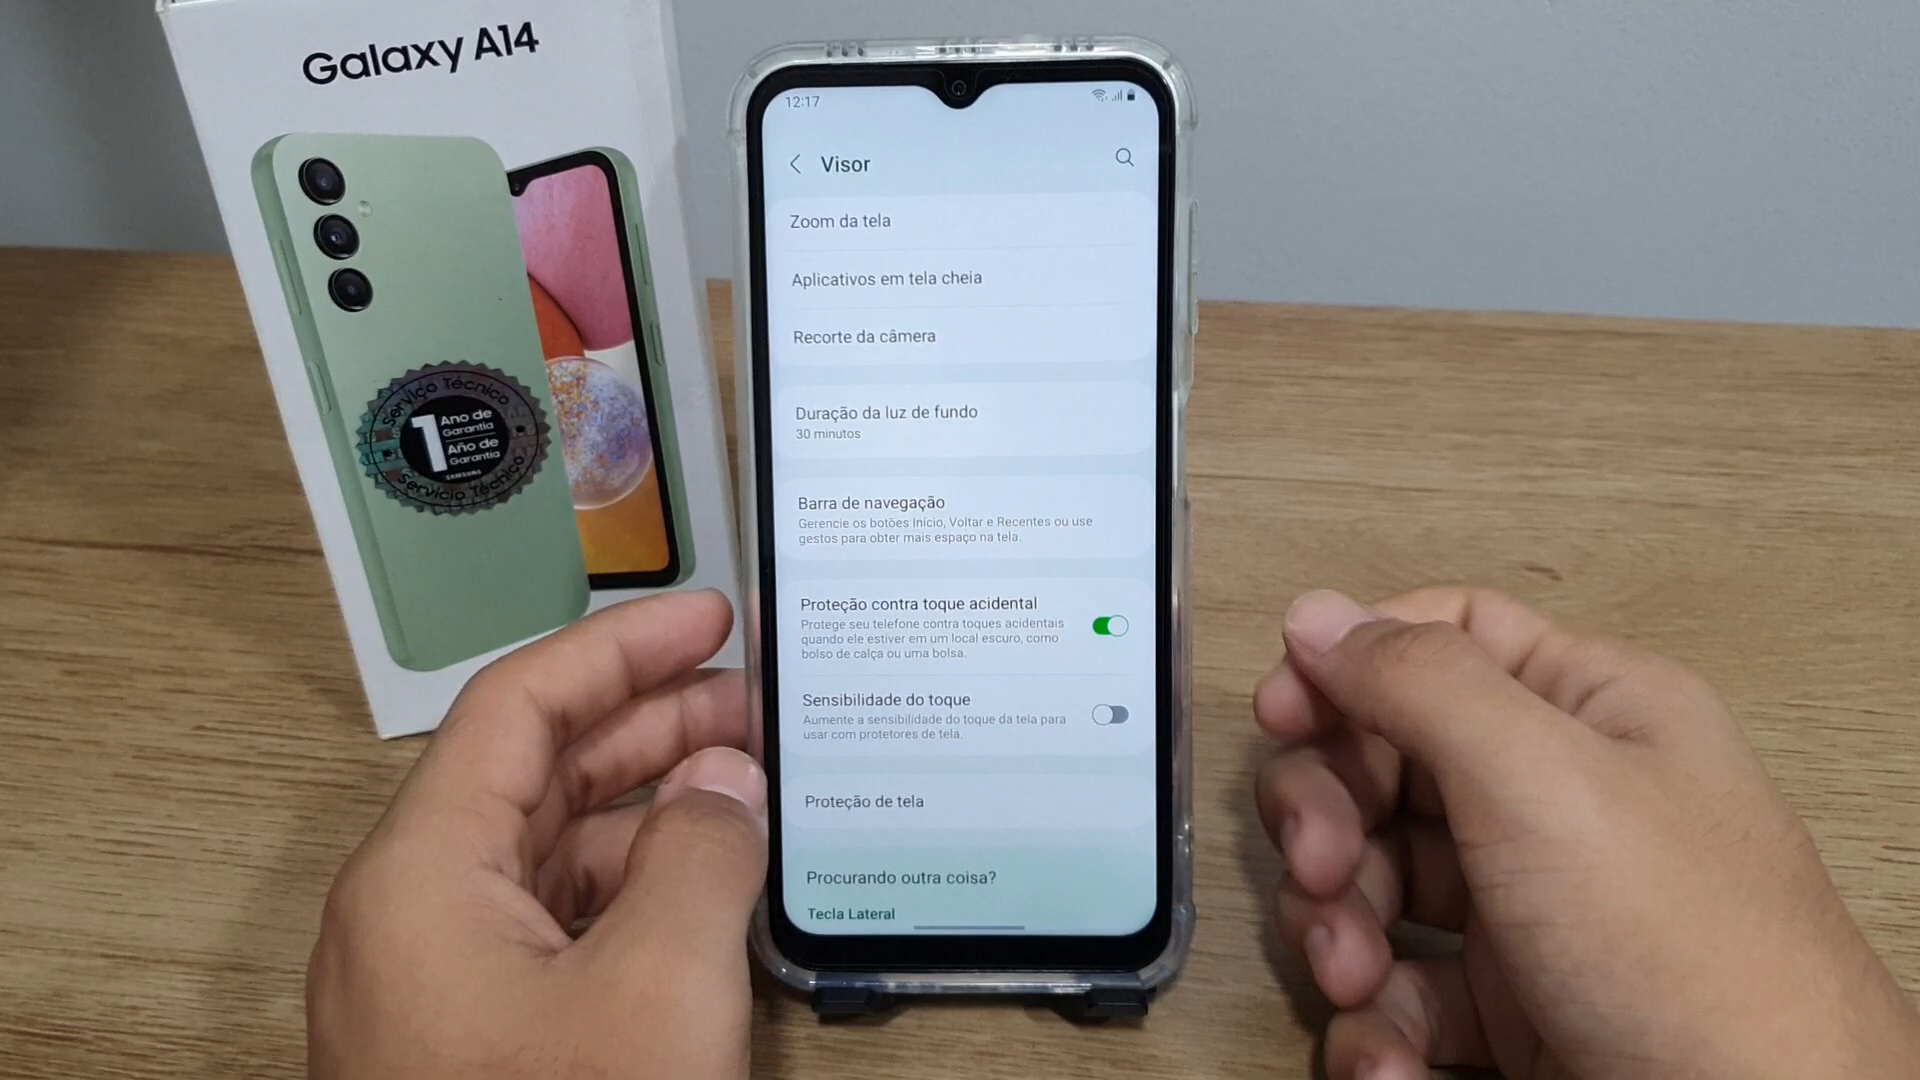 Galaxy A14
Serviço Técnico
1 Ano de
Garantia
Año de
Garantía
SAMSUNG
Servicio Técnico
12:17
Visor
Zoom da tela
Aplicativos em tela cheia
Recorte da câmera
Duração da luz de fundo
30 minutos
Barra de navegação
Gerencie os botões Início, Voltar e Recentes ou use
gestos para obter mais espaço na tela.
Proteção contra toque acidental
Protege seu telefone contra toques acidentais
quando ele estiver em um local escuro, como
bolso de calça ou uma bolsa.
Sensibilidade do toque
Aumente a sensibilidade do toque da tela para
usar com protetores de tela.
Proteção de tela
Procurando outra coisa?
Tecla Lateral